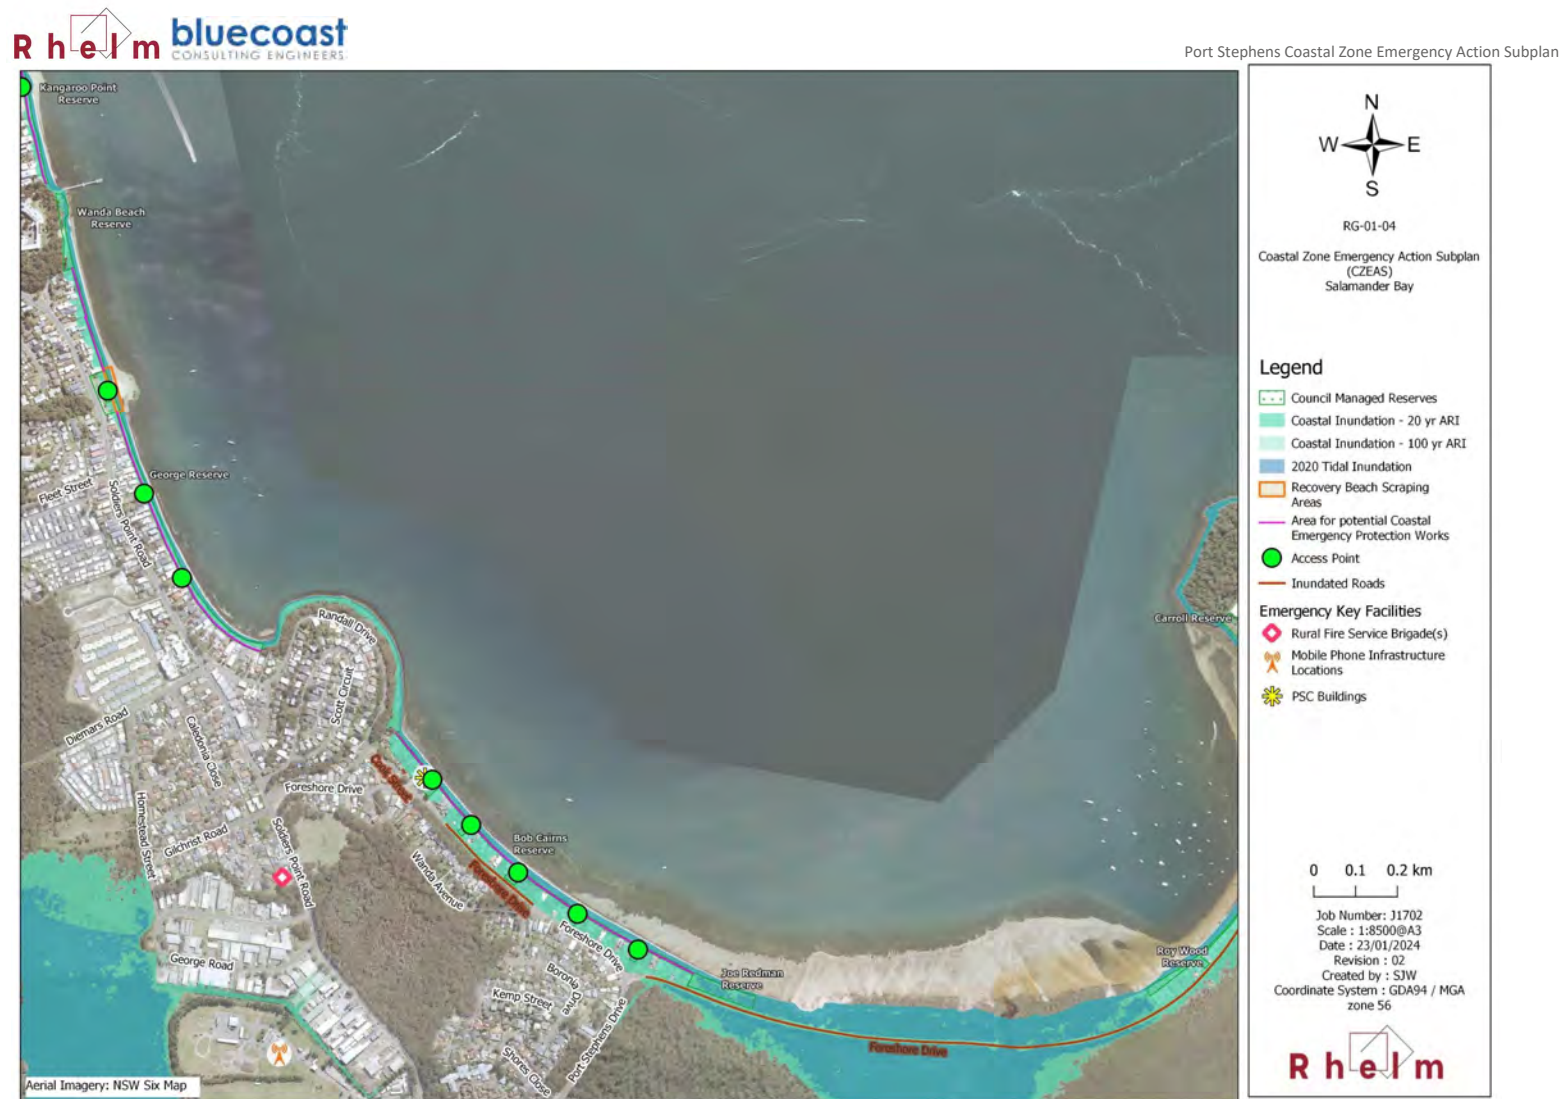 Rhelm
bluecoast
CONSULTING ENGINEERS
Port Stephens Coastal Zone Emergency Action Subplan
Kangaroo Point
Reserve
Wanda Beach
Reserve
George Reserve
Fleet Street
Soldiers Point Road
Randall Drive
Scott Circuit
Diemars Road
Caledonia Close
Cook Street
Foreshore Drive
Homestead Street
Gilchrist Road
Soldiers Point Road
Wanda Avenue
Foreshore Drive
Bob Cairns
Reserve
Foreshore Drive
George Road
Boronia Drive
Kemp Street
Shores Close
Port Stephens Drive
Joe Redman
Reserve
Foreshore Drive
Roy Wood
Reserve
Carroll Reserve
Aerial Imagery: NSW Six Map
N
W E
S
RG-01-04
Coastal Zone Emergency Action Subplan
(CZEAS)
Salamander Bay
Legend
Council Managed Reserves
Coastal Inundation - 20 yr ARI
Coastal Inundation - 100 yr ARI
2020 Tidal Inundation
Recovery Beach Scraping
Areas
Area for potential Coastal
Emergency Protection Works
Access Point
Inundated Roads
Emergency Key Facilities
Rural Fire Service Brigade(s)
Mobile Phone Infrastructure
Locations
PSC Buildings
0 0.1 0.2 km
Job Number: J1702
Scale : 1:8500@A3
Date : 23/01/2024
Revision : 02
Created by : SJW
Coordinate System : GDA94 / MGA
zone 56
Rhelm